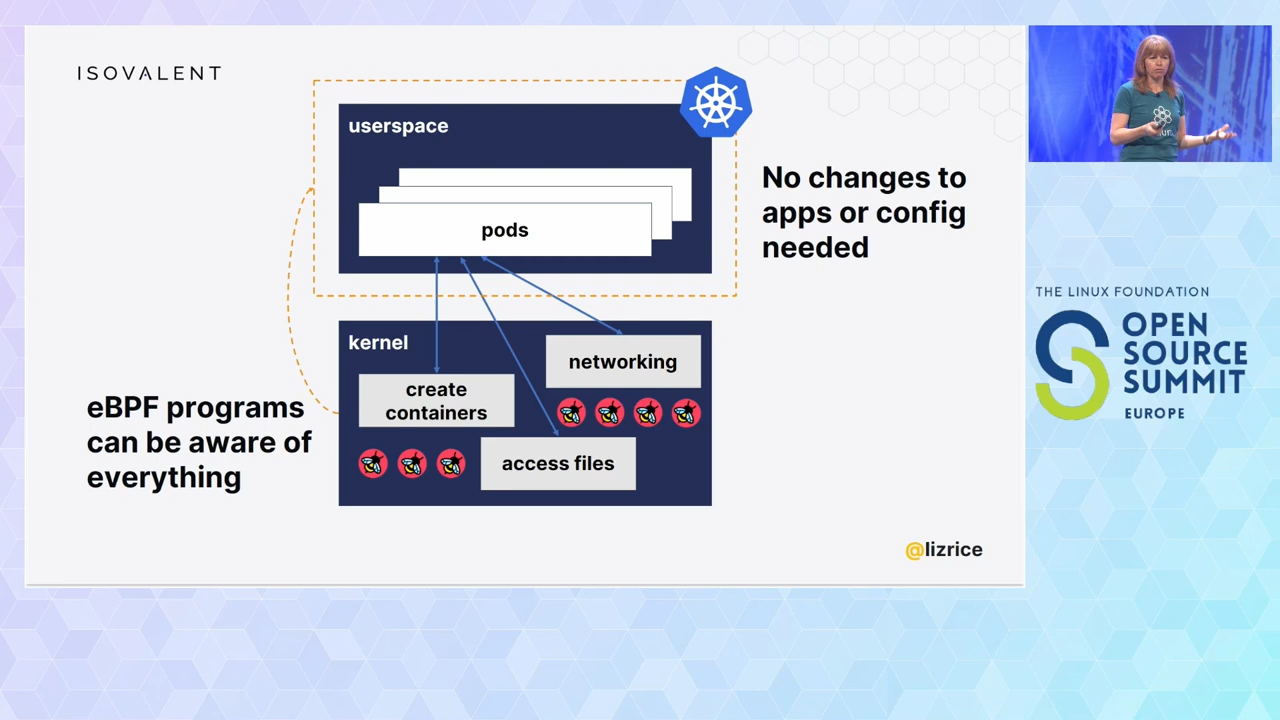 ISOVALENT
userspace
pods
No changes to
apps or config
needed
kernel
networking
create
containers
access files
eBPF programs
can be aware of
everything
@lizrice
THE LINUX FOUNDATION
OPEN
SOURCE
SUMMIT
EUROPE